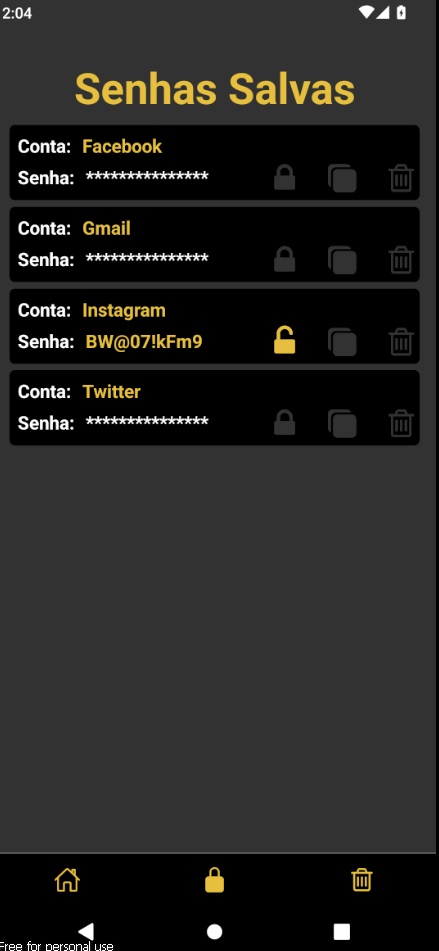 2:04
Senhas Salvas
Conta: Facebook
Senha: ***************
Conta: Gmail
Senha: ***************
Conta: Instagram
Senha: BW@07!kFm9
Conta: Twitter
Senha: ***************
Free for personal use